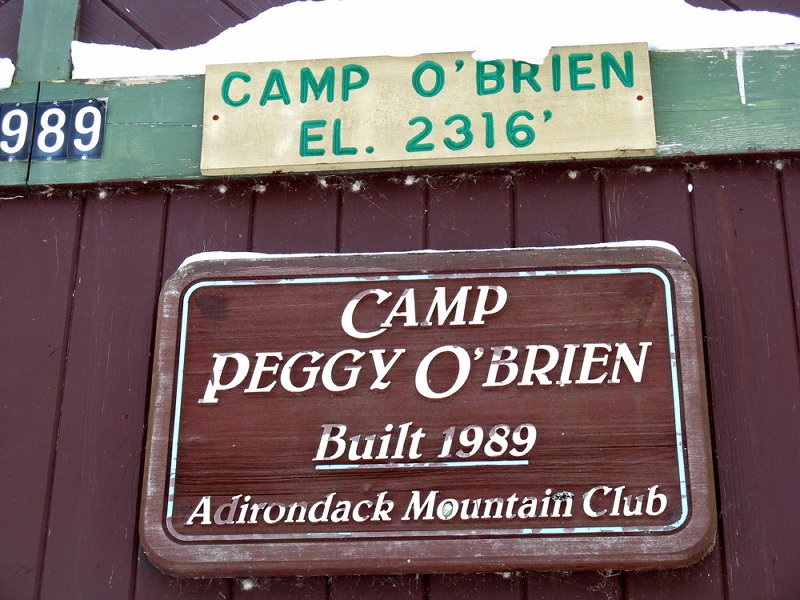 CAMP O'BRIEN
EL. 2316'
989
CAMP
PEGGY O'BRIEN
Built 1989
Adirondack Mountain Club